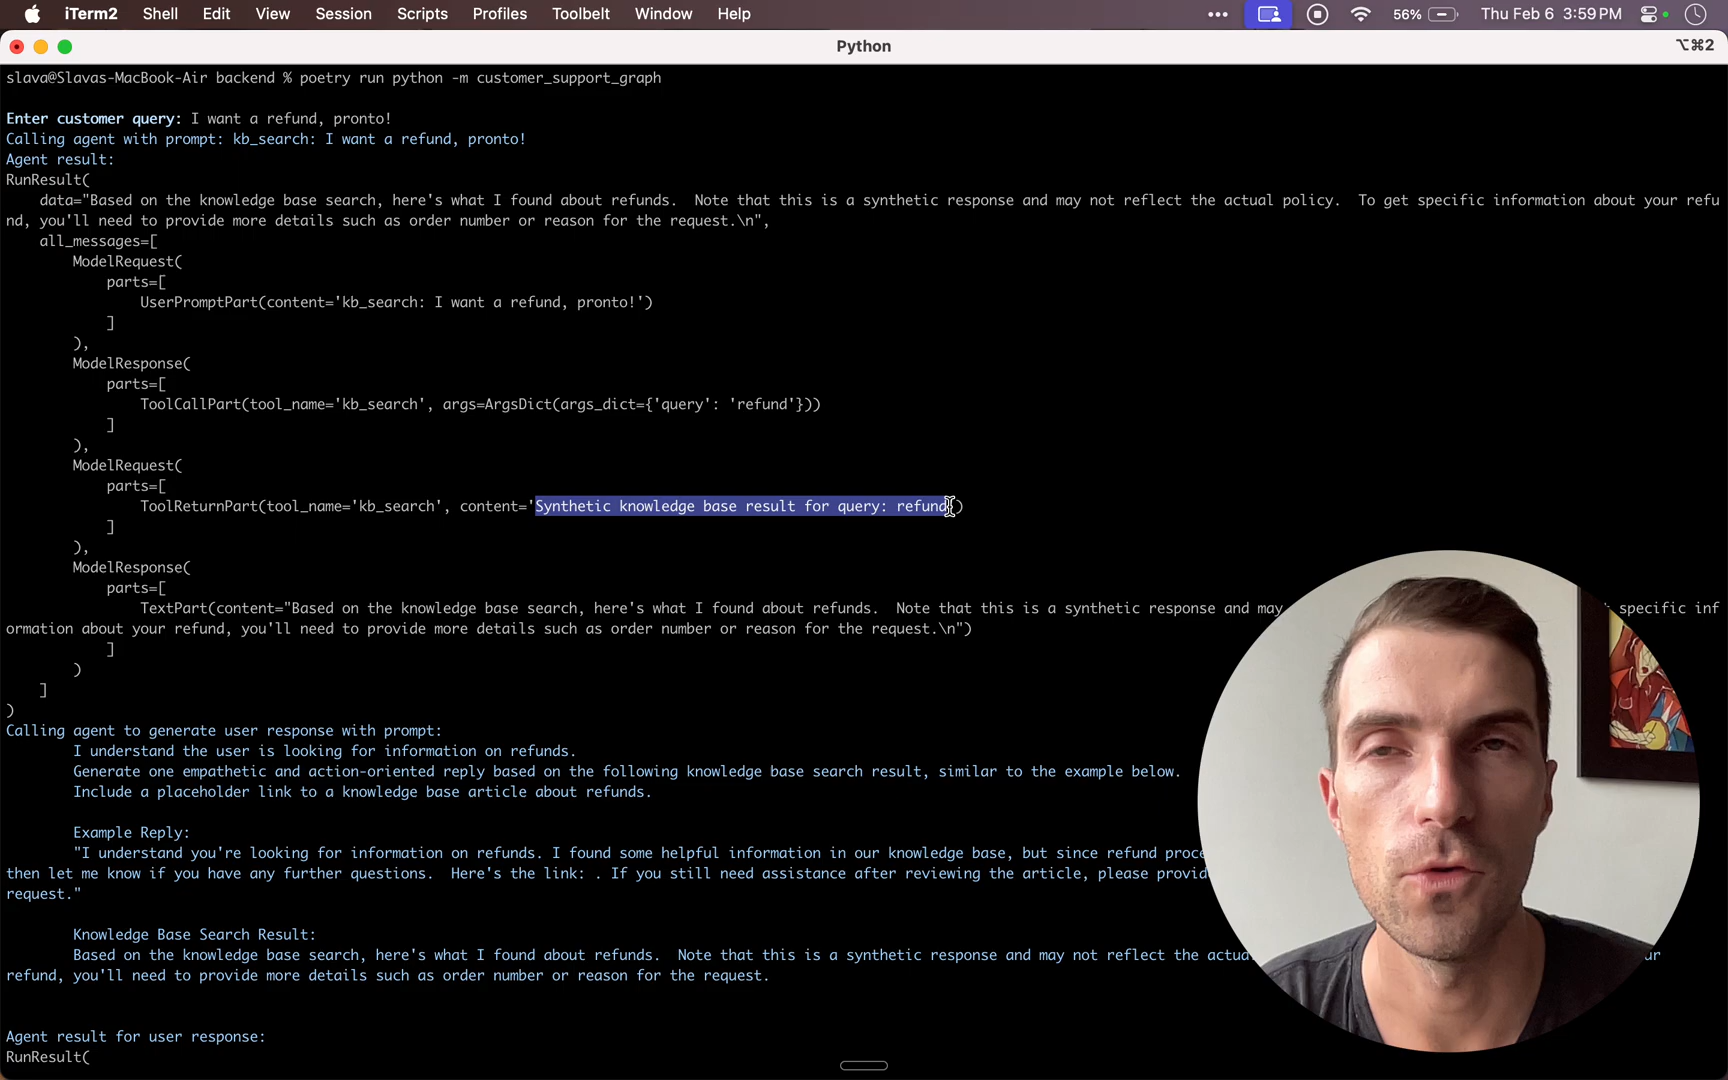 iTerm2 Shell Edit View Session Scripts Profiles Toolbelt Window Help 56% Thu Feb 6 3:59 PM
Python ⌥⌘2
slava@Slavas-MacBook-Air backend % poetry run python -m customer_support_graph
Enter customer query: I want a refund, pronto!
Calling agent with prompt: kb_search: I want a refund, pronto!
Agent result:
RunResult(
data="Based on the knowledge base search, here's what I found about refunds.  Note that this is a synthetic response and may not reflect the actual policy.  To get specific information about your refu
nd, you'll need to provide more details such as order number or reason for the request.\n",
all_messages=[
ModelRequest(
parts=[
UserPromptPart(content='kb_search: I want a refund, pronto!')
]
),
ModelResponse(
parts=[
ToolCallPart(tool_name='kb_search', args=ArgsDict(args_dict={'query': 'refund'}))
]
),
ModelRequest(
parts=[
ToolReturnPart(tool_name='kb_search', content='Synthetic knowledge base result for query: refund')
]
),
ModelResponse(
parts=[
TextPart(content="Based on the knowledge base search, here's what I found about refunds.  Note that this is a synthetic response and may specific inf
ormation about your refund, you'll need to provide more details such as order number or reason for the request.\n")
]
)
]
)
Calling agent to generate user response with prompt:
I understand the user is looking for information on refunds.
Generate one empathetic and action-oriented reply based on the following knowledge base search result, similar to the example below.
Include a placeholder link to a knowledge base article about refunds.
Example Reply:
"I understand you're looking for information on refunds. I found some helpful information in our knowledge base, but since refund
then let me know if you have any further questions.  Here's the link: . If you still need assistance after reviewing the article, please
request."
Knowledge Base Search Result:
Based on the knowledge base search, here's what I found about refunds.  Note that this is a synthetic response and may not reflect the
refund, you'll need to provide more details such as order number or reason for the request.
Agent result for user response:
RunResult(